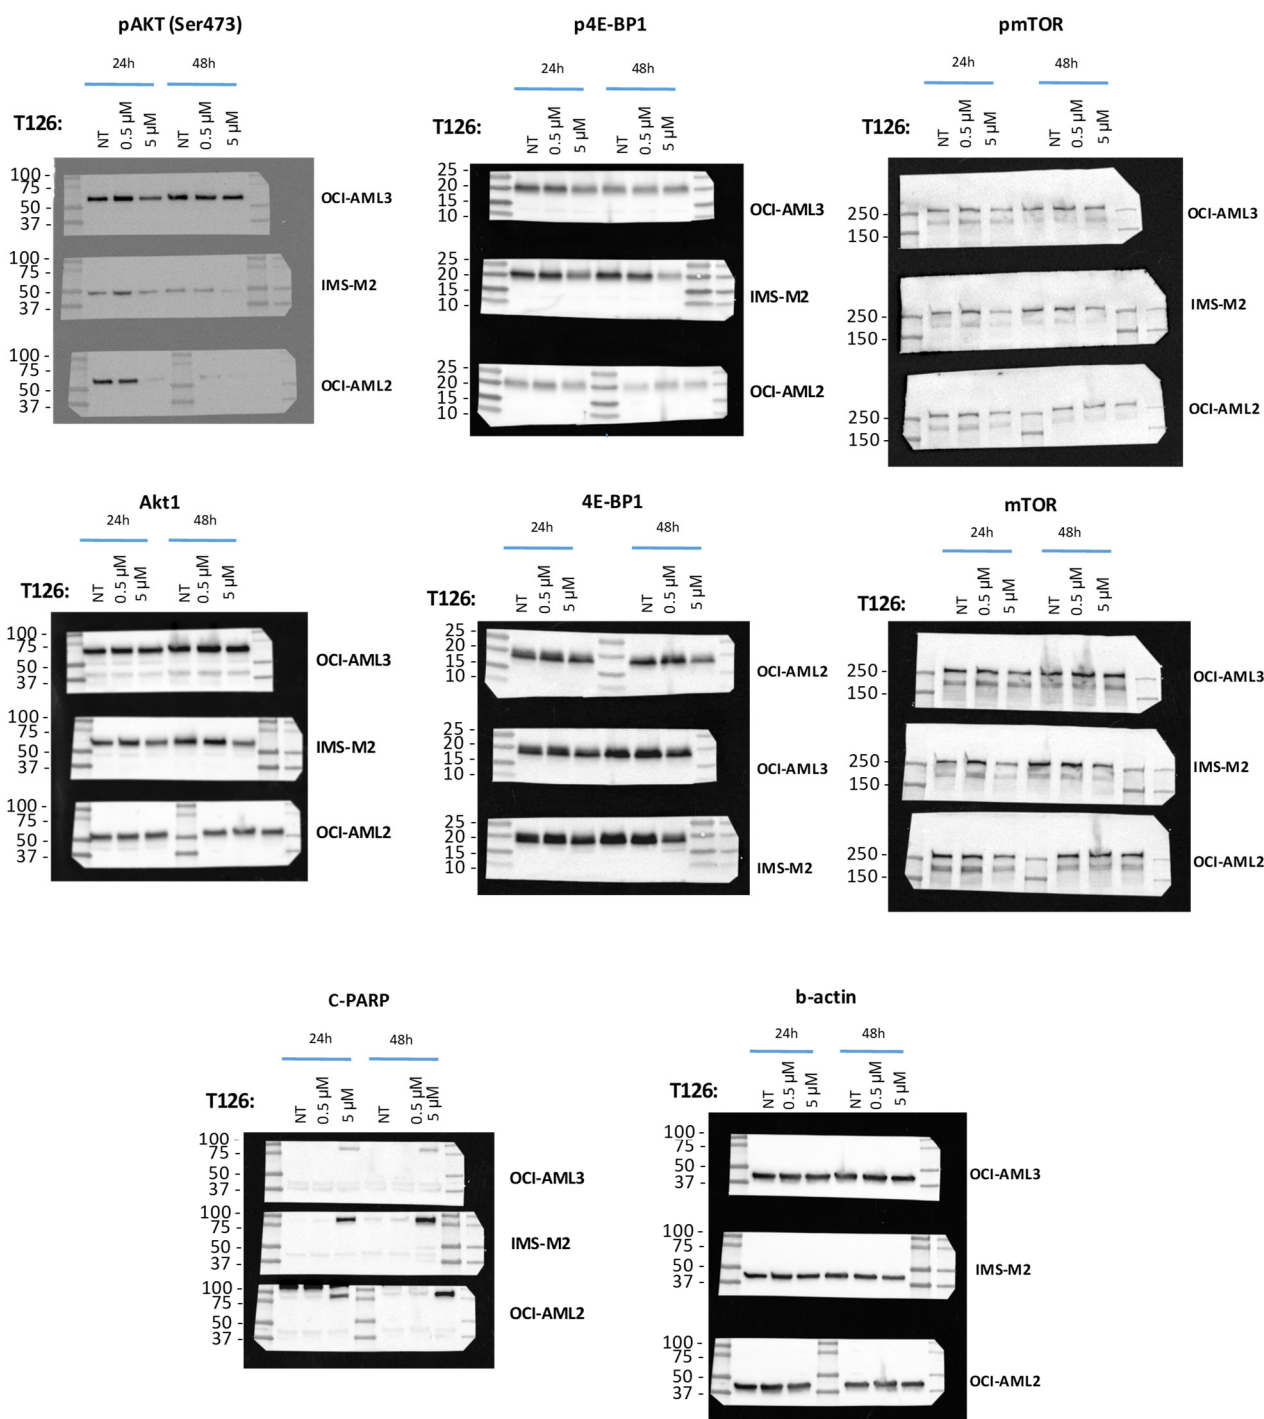 pAKT (Ser473)
24h 48h
T126: NT 0.5 µM 5 µM NT 0.5 µM 5 µM
100 -
75 -
50 -
37 -
OCI-AML3
100 -
75 -
50 -
37 -
IMS-M2
100 -
75 -
50 -
37 -
OCI-AML2
p4E-BP1
24h 48h
T126: NT 0.5 µM 5 µM NT 0.5 µM 5 µM
25 -
20 -
15 -
10 -
OCI-AML3
25 -
20 -
15 -
10 -
IMS-M2
25 -
20 -
15 -
10 -
OCI-AML2
pmTOR
24h 48h
T126: NT 0.5 µM 5 µM NT 0.5 µM 5 µM
250 -
150 -
OCI-AML3
250 -
150 -
IMS-M2
250 -
150 -
OCI-AML2
Akt1
24h 48h
T126: NT 0.5 µM 5 µM NT 0.5 µM 5 µM
100 -
75 -
50 -
37 -
OCI-AML3
100 -
75 -
50 -
37 -
IMS-M2
100 -
75 -
50 -
37 -
OCI-AML2
4E-BP1
24h 48h
T126: NT 0.5 µM 5 µM NT 0.5 µM 5 µM
25 -
20 -
15 -
10 -
OCI-AML2
25 -
20 -
15 -
10 -
OCI-AML3
25 -
20 -
15 -
10 -
IMS-M2
mTOR
24h 48h
T126: NT 0.5 µM 5 µM NT 0.5 µM 5 µM
250 -
150 -
OCI-AML3
250 -
150 -
IMS-M2
250 -
150 -
OCI-AML2
C-PARP
24h 48h
T126: NT 0.5 µM 5 µM NT 0.5 µM 5 µM
100 -
75 -
50 -
37 -
OCI-AML3
100 -
75 -
50 -
37 -
IMS-M2
100 -
75 -
50 -
37 -
OCI-AML2
b-actin
24h 48h
T126: NT 0.5 µM 5 µM NT 0.5 µM 5 µM
100 -
75 -
50 -
37 -
OCI-AML3
100 -
75 -
50 -
37 -
IMS-M2
100 -
75 -
50 -
37 -
OCI-AML2